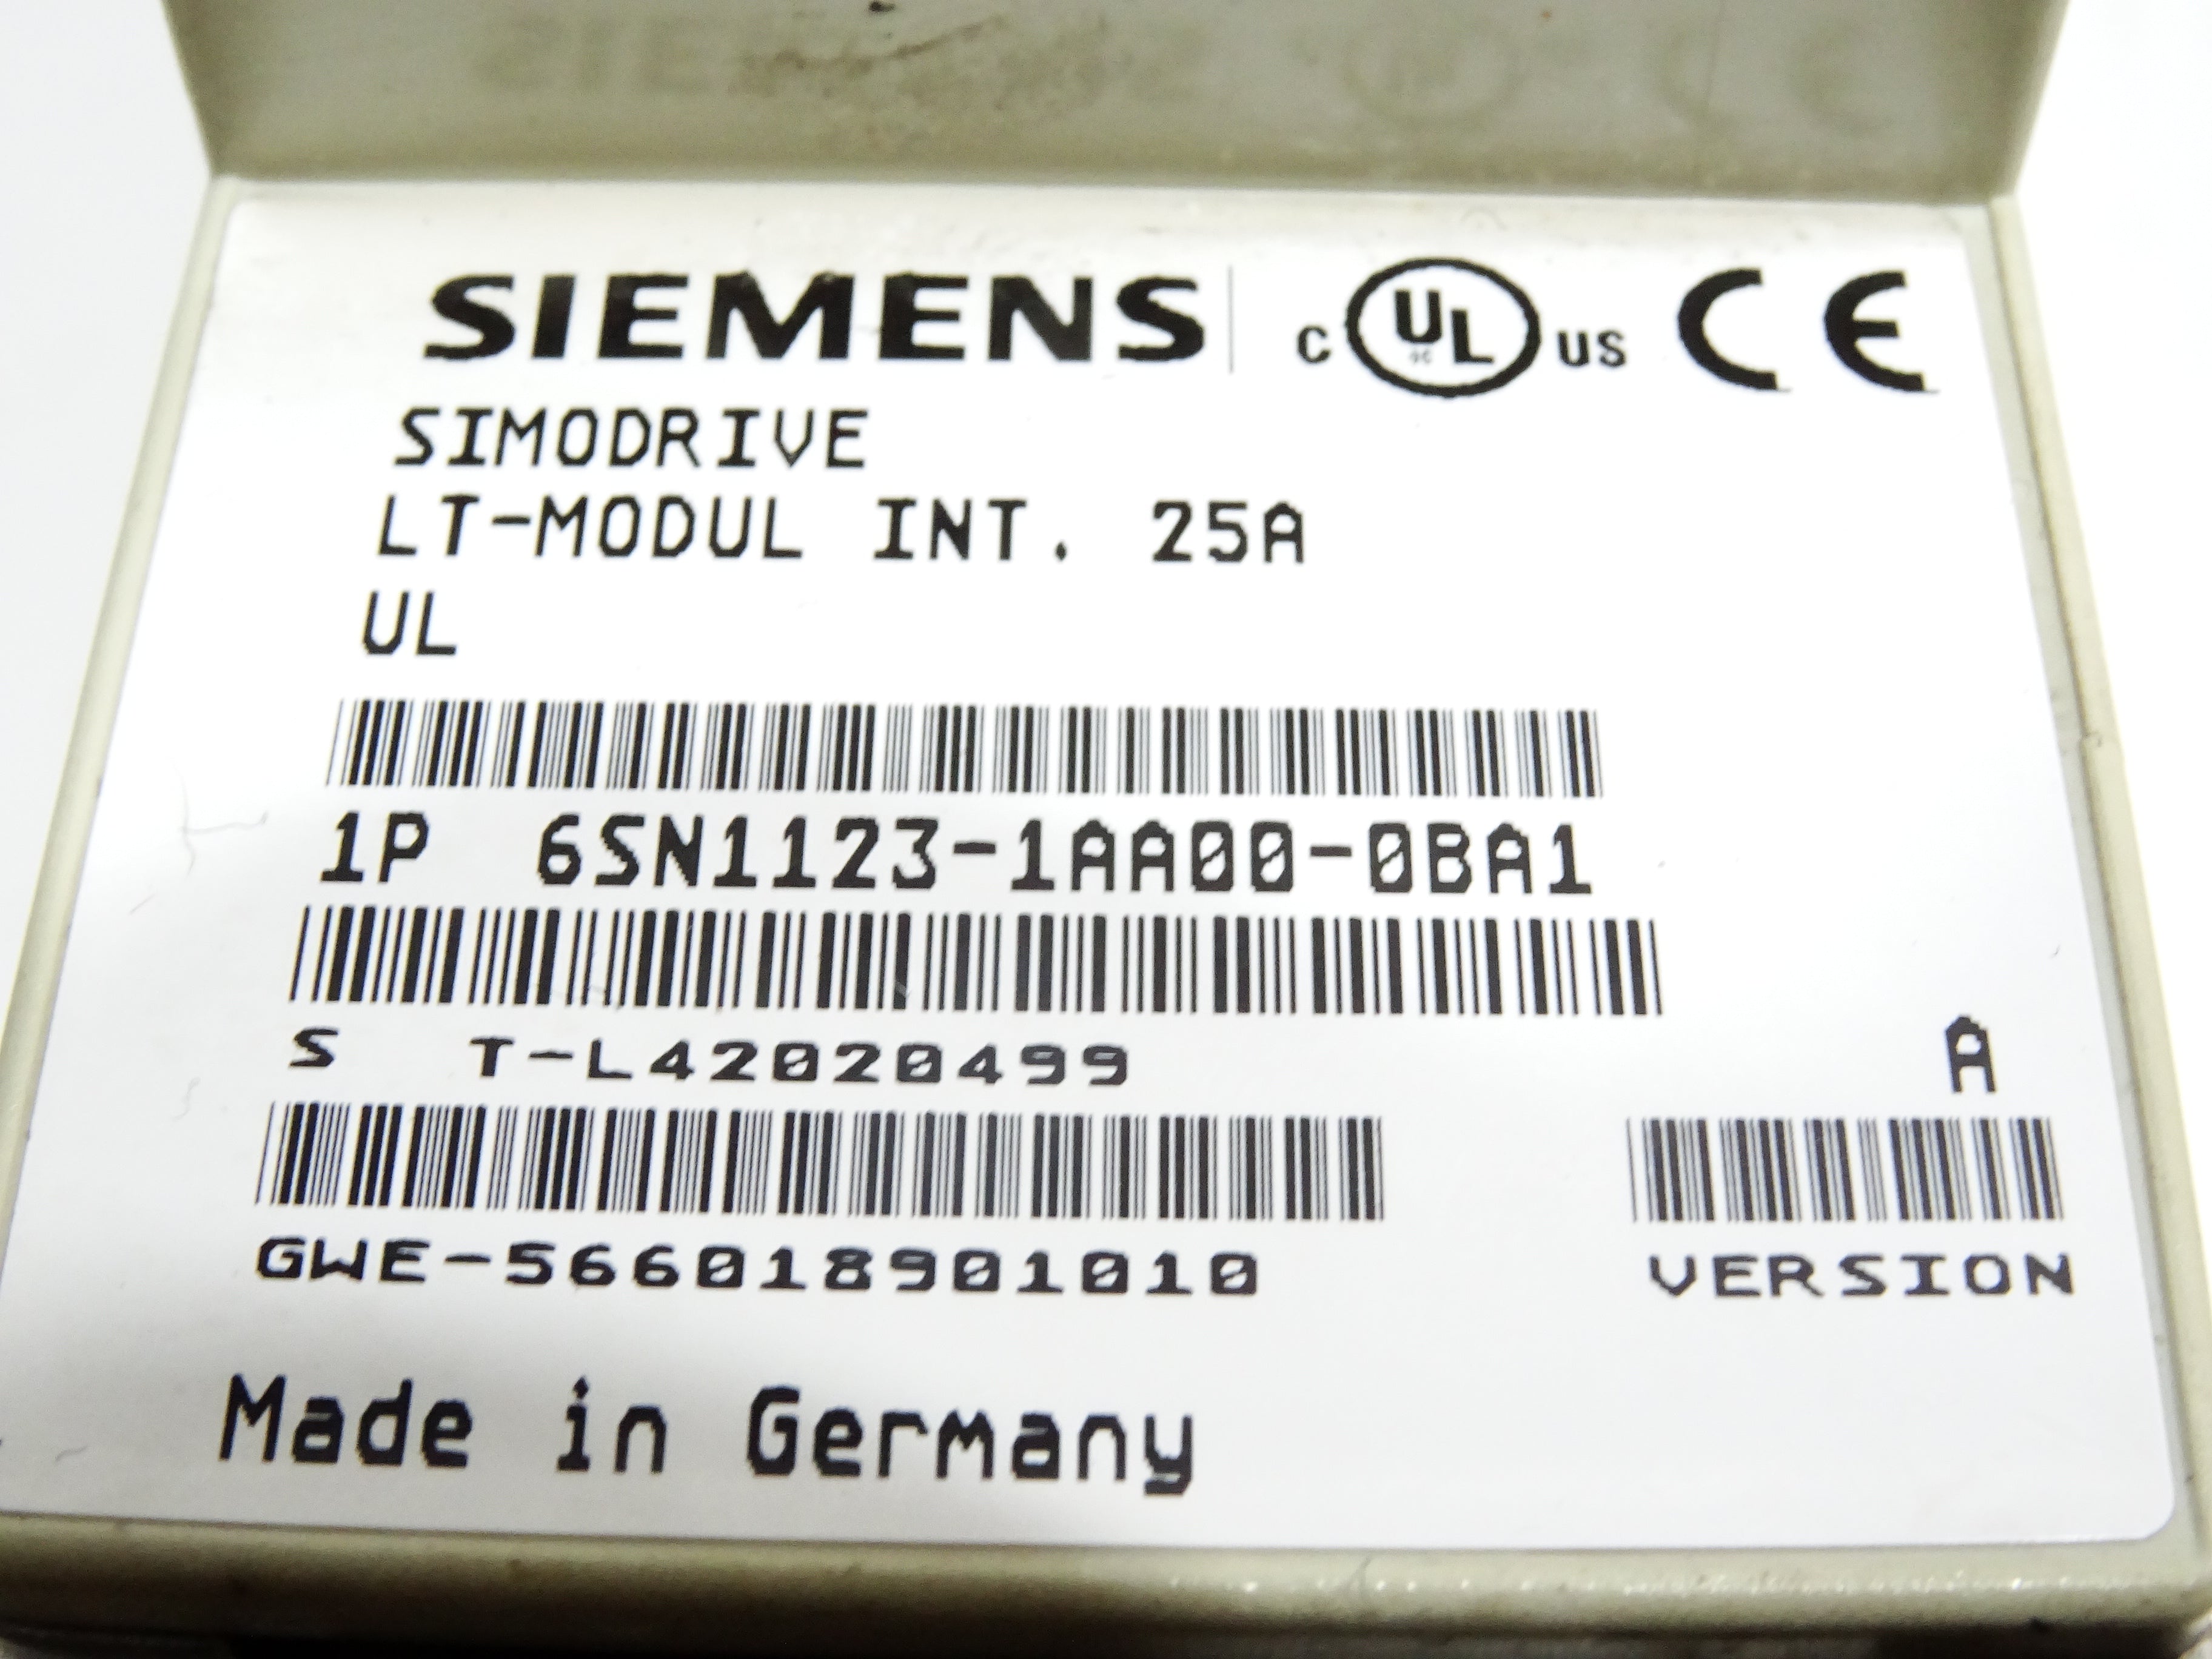 SIEMENS c UL us CE
SIMODRIVE
LT-MODUL INT. 25A
UL
1P 6SN1123-1AA00-0BA1
S T-L42020499
A
GWE-566018901010
VERSION
Made in Germany